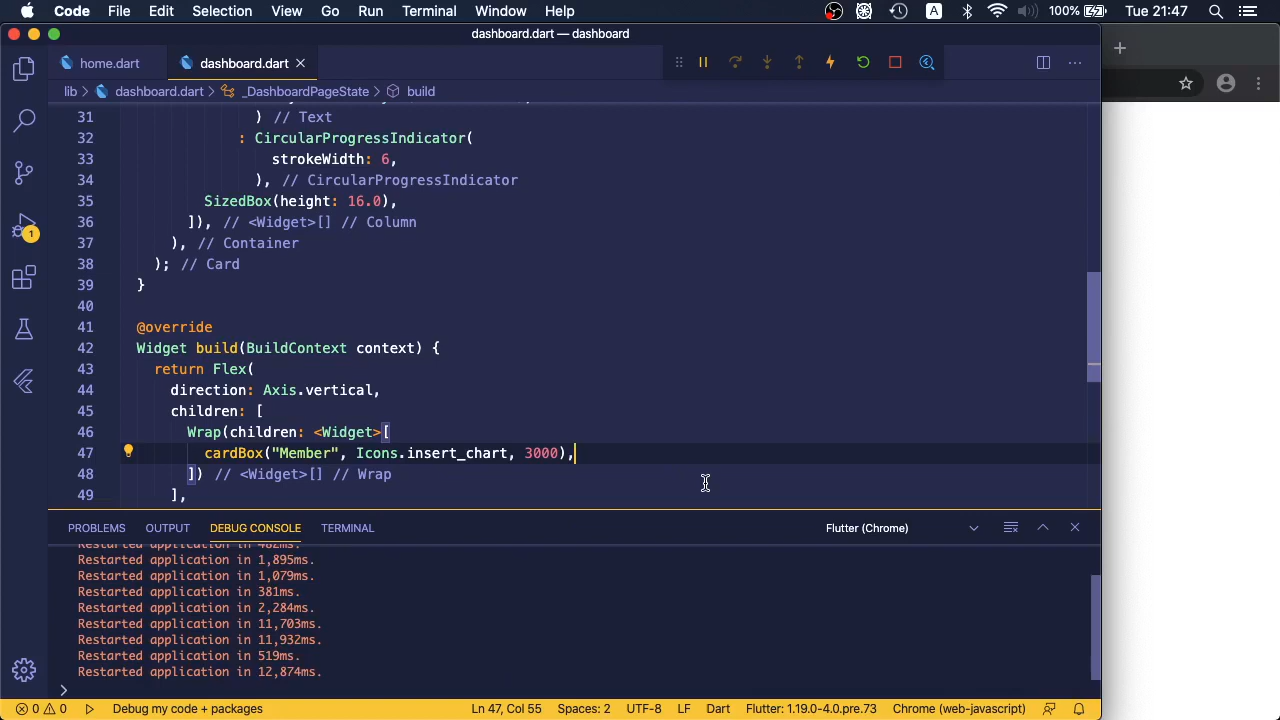 Code File Edit Selection View Go Run Terminal Window Help A 100% Tue 21:47
dashboard.dart — dashboard
home.dart dashboard.dart
lib > dashboard.dart > _DashboardPageState > build
31 ) // Text
32 : CircularProgressIndicator(
33 strokeWidth: 6,
34 ), // CircularProgressIndicator
35 SizedBox(height: 16.0),
36 ]), // <Widget>[] // Column
37 ), // Container
38 ); // Card
39 }
40
41 @override
42 Widget build(BuildContext context) {
43 return Flex(
44 direction: Axis.vertical,
45 children: [
46 Wrap(children: <Widget>[
47 cardBox("Member", Icons.insert_chart, 3000),
48 ]) // <Widget>[] // Wrap
49 ],
1
PROBLEMS OUTPUT DEBUG CONSOLE TERMINAL Flutter (Chrome)
Restarted application in 482ms.
Restarted application in 1,895ms.
Restarted application in 1,079ms.
Restarted application in 381ms.
Restarted application in 2,284ms.
Restarted application in 11,703ms.
Restarted application in 11,932ms.
Restarted application in 519ms.
Restarted application in 12,874ms.
>
0 0 Debug my code + packages Ln 47, Col 55 Spaces: 2 UTF-8 LF Dart Flutter: 1.19.0-4.0.pre.73 Chrome (web-javascript)